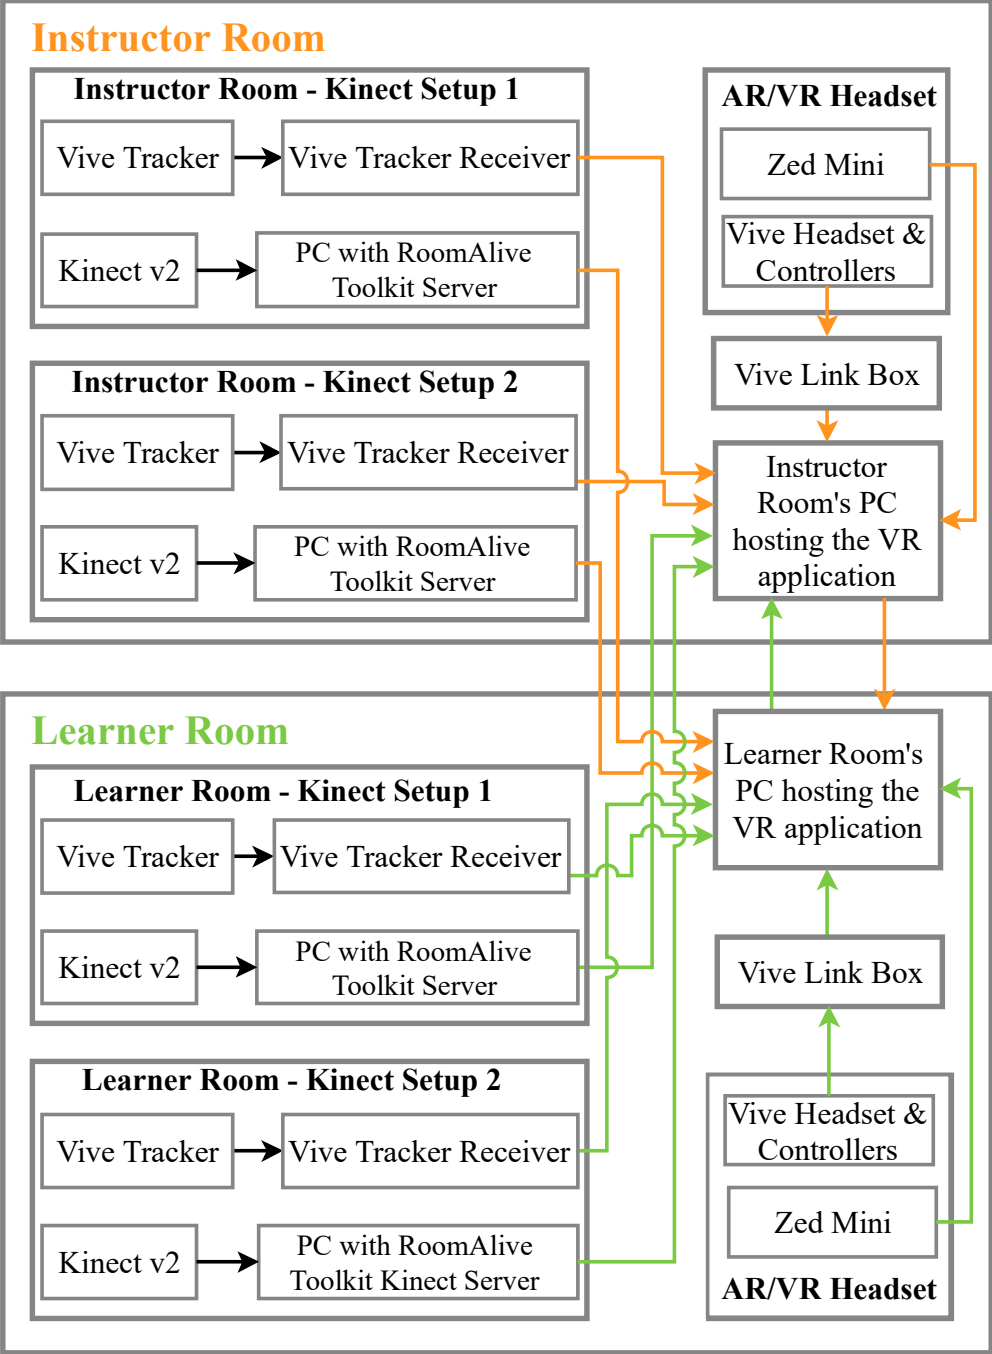 Instructor Room
Instructor Room - Kinect Setup 1
Vive Tracker
Vive Tracker Receiver
Kinect v2
PC with RoomAlive
Toolkit Server
Instructor Room - Kinect Setup 2
Vive Tracker
Vive Tracker Receiver
Kinect v2
PC with RoomAlive
Toolkit Server
AR/VR Headset
Zed Mini
Vive Headset &
Controllers
Vive Link Box
Instructor
Room's PC
hosting the VR
application
Learner Room
Learner Room - Kinect Setup 1
Vive Tracker
Vive Tracker Receiver
Kinect v2
PC with RoomAlive
Toolkit Server
Learner Room - Kinect Setup 2
Vive Tracker
Vive Tracker Receiver
Kinect v2
PC with RoomAlive
Toolkit Kinect Server
Learner Room's
PC hosting the
VR application
Vive Link Box
Vive Headset &
Controllers
Zed Mini
AR/VR Headset